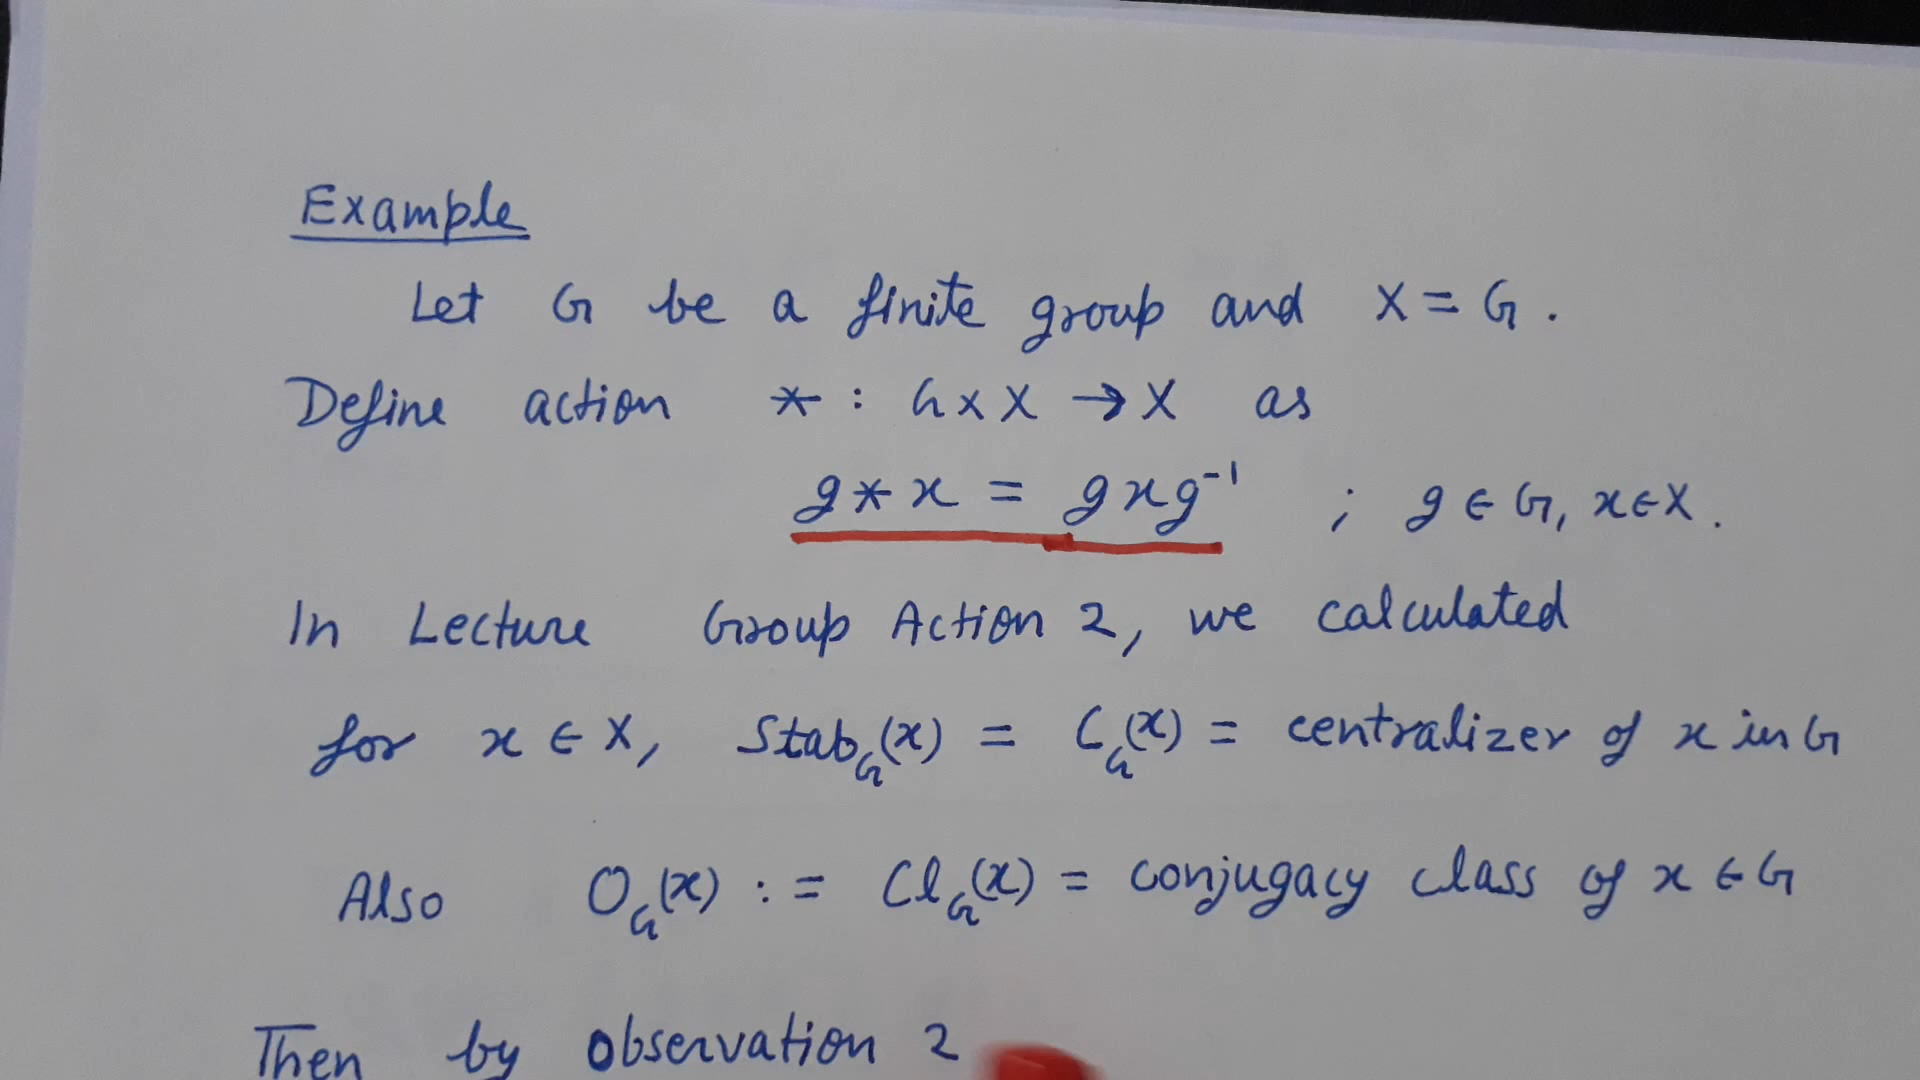 Example
Let G be a finite group and X = G.
Define action * : G × X → X as
g * x = g x g⁻¹ ; g ∈ G, x ∈ X.
In Lecture Group Action 2, we calculated
for x ∈ X, Stab_G(x) = C_G(x) = centralizer of x in G
Also O_G(x) := Cl_G(x) = conjugacy class of x ∈ G
Then by observation 2